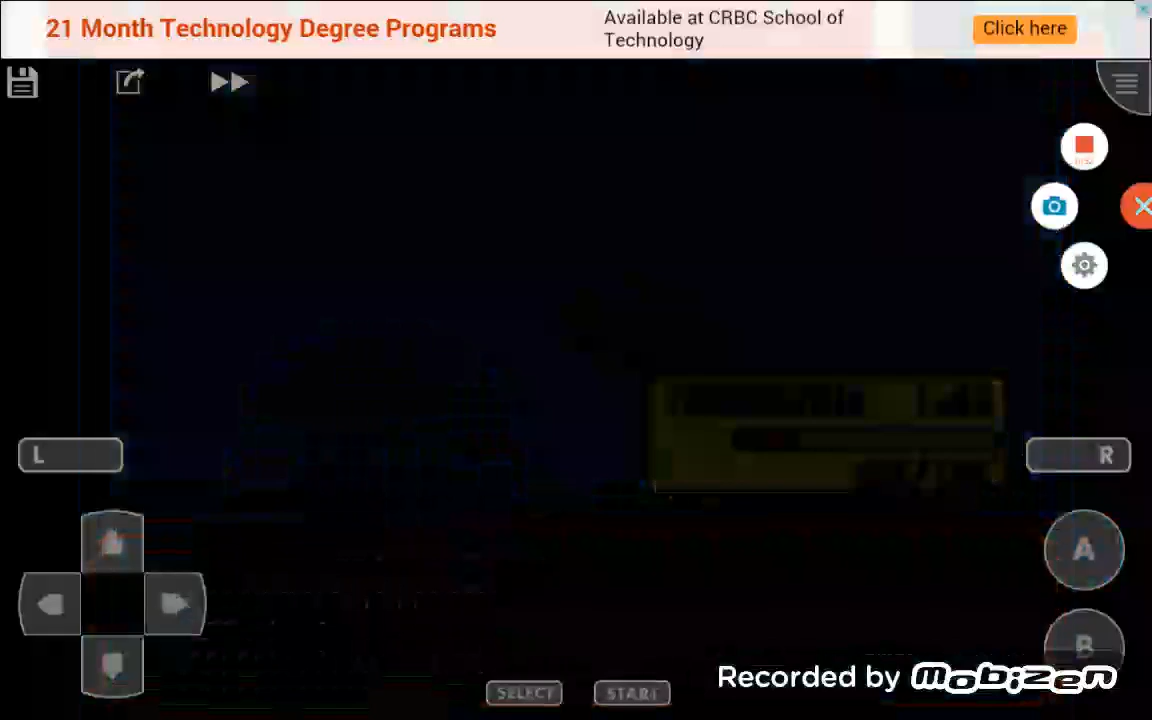 21 Month Technology Degree Programs
Available at CRBC School of
Technology
Click here
L
R
A
B
SELECT
START
Recorded by mobizen